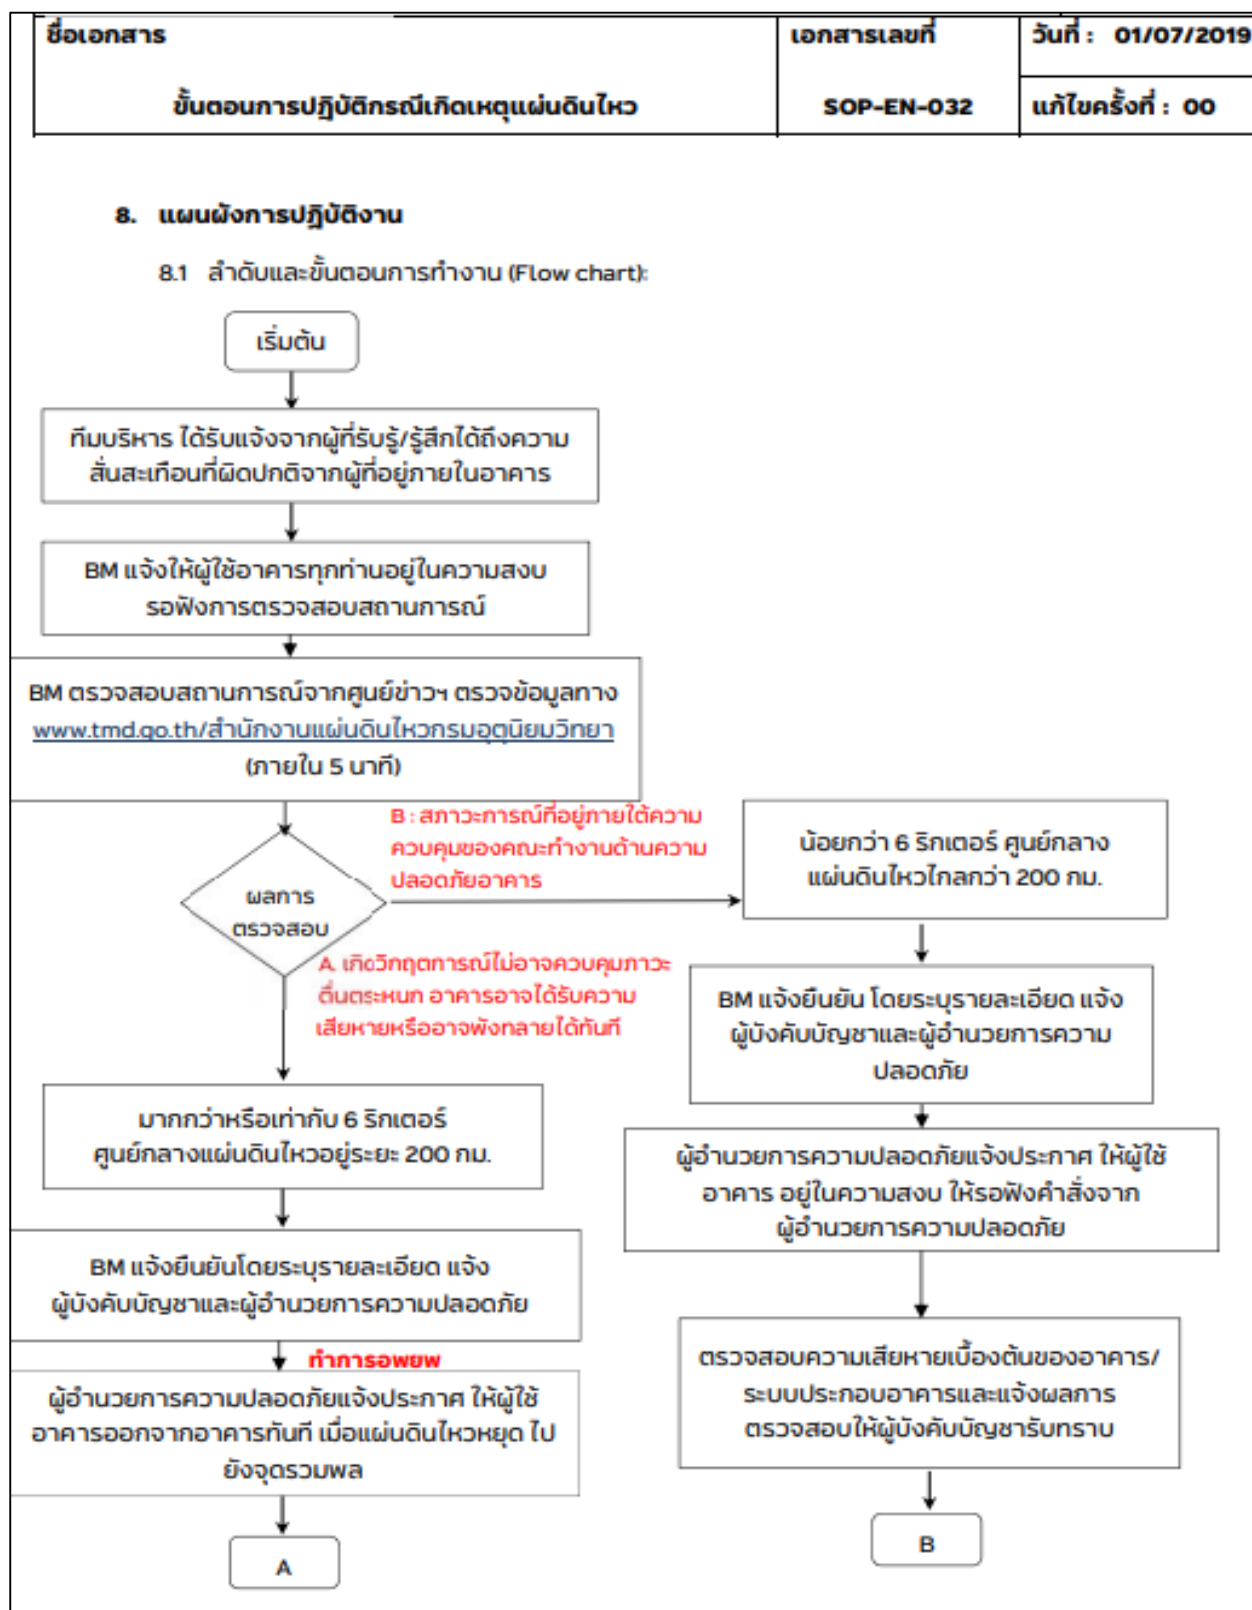 ชื่อเอกสาร
เอกสารเลขที่
วันที่ : 01/07/2019
ขั้นตอนการปฏิบัติกรณีเกิดเหตุแผ่นดินไหว
SOP-EN-032
แก้ไขครั้งที่ : 00
8. แผนผังการปฏิบัติงาน
8.1 ลำดับและขั้นตอนการทำงาน (Flow chart):
เริ่มต้น
ทีมบริหาร ได้รับแจ้งจากผู้ที่รับรู้/รู้สึกได้ถึงความ
สั่นสะเทือนที่ผิดปกติจากผู้ที่อยู่ภายในอาคาร
BM แจ้งให้ผู้ใช้อาคารทุกท่านอยู่ในความสงบ
รอฟังการตรวจสอบสถานการณ์
BM ตรวจสอบสถานการณ์จากศูนย์ข่าวฯ ตรวจข้อมูลทาง
www.tmd.go.th/สำนักงานแผ่นดินไหวกรมอุตุนิยมวิทยา
(ภายใน 5 นาที)
ผลการ
ตรวจสอบ
B : สภาวะการณ์ที่อยู่ภายใต้ความ
ควบคุมของคณะทำงานด้านความ
ปลอดภัยอาคาร
น้อยกว่า 6 ริกเตอร์ ศูนย์กลาง
แผ่นดินไหวไกลกว่า 200 กม.
A. เกิดวิกฤตการณ์ไม่อาจควบคุมภาวะ
ตื่นตระหนก อาคารอาจได้รับความ
เสียหายหรืออาจพังทลายได้ทันที
BM แจ้งยืนยัน โดยระบุรายละเอียด แจ้ง
ผู้บังคับบัญชาและผู้อำนวยการความ
ปลอดภัย
มากกว่าหรือเท่ากับ 6 ริกเตอร์
ศูนย์กลางแผ่นดินไหวอยู่ระยะ 200 กม.
ผู้อำนวยการความปลอดภัยแจ้งประกาศ ให้ผู้ใช้
อาคาร อยู่ในความสงบ ให้รอฟังคำสั่งจาก
ผู้อำนวยการความปลอดภัย
BM แจ้งยืนยันโดยระบุรายละเอียด แจ้ง
ผู้บังคับบัญชาและผู้อำนวยการความปลอดภัย
ทำการอพยพ
ผู้อำนวยการความปลอดภัยแจ้งประกาศ ให้ผู้ใช้
อาคารออกจากอาคารทันที เมื่อแผ่นดินไหวหยุด ไป
ยังจุดรวมพล
ตรวจสอบความเสียหายเบื้องต้นของอาคาร/
ระบบประกอบอาคารและแจ้งผลการ
ตรวจสอบให้ผู้บังคับบัญชารับทราบ
A
B